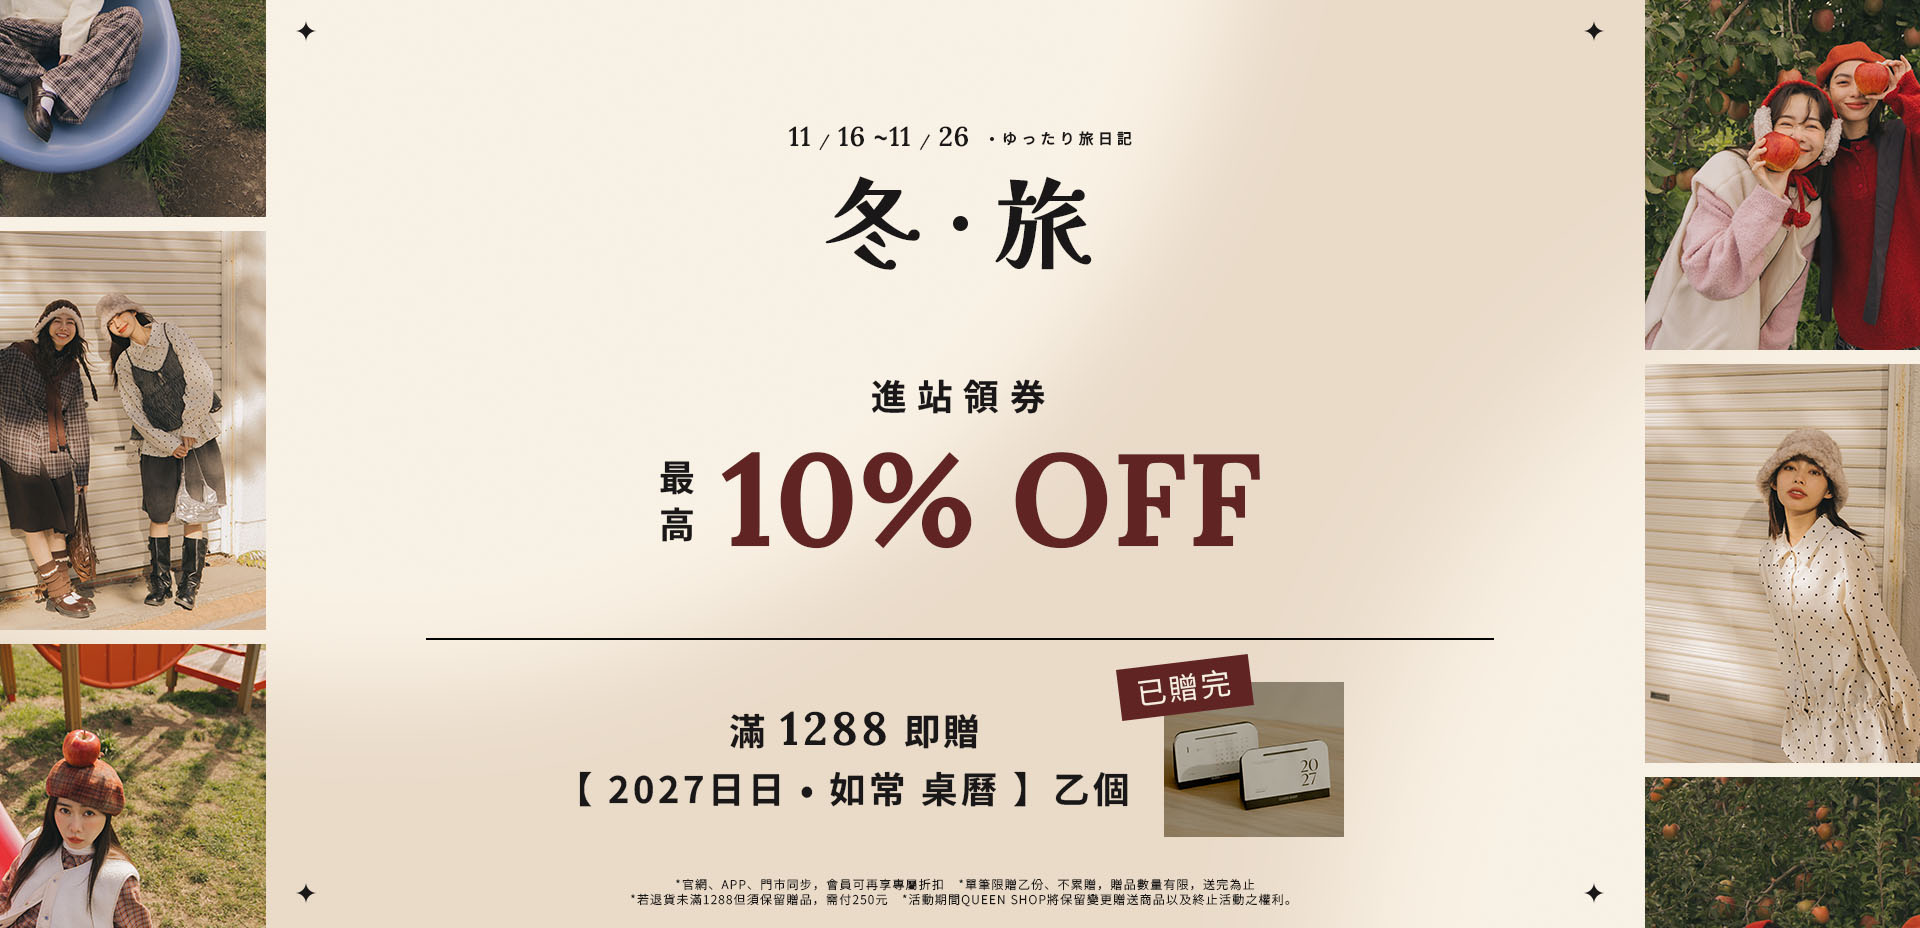 11 / 16 ~11 / 26 ・ゆったり旅日記
冬・旅
進站領券
最高 10% OFF
已贈完
滿 1288 即贈
【 2027日日 • 如常 桌曆 】乙個
20
27
*官網、APP、門市同步，會員可再享專屬折扣 *單筆限贈乙份、不累贈，贈品數量有限，送完為止
*若退貨未滿1288但須保留贈品，需付250元 *活動期間QUEEN SHOP將保留變更贈送商品以及終止活動之權利。